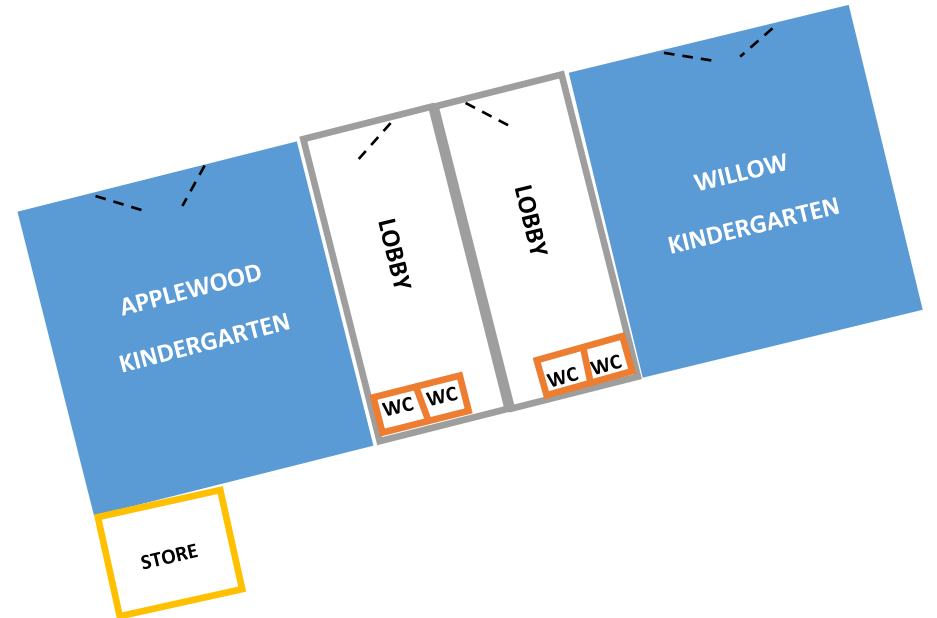 WILLOW
KINDERGARTEN
LOBBY
LOBBY
APPLEWOOD
KINDERGARTEN
WC
WC
WC
WC
STORE